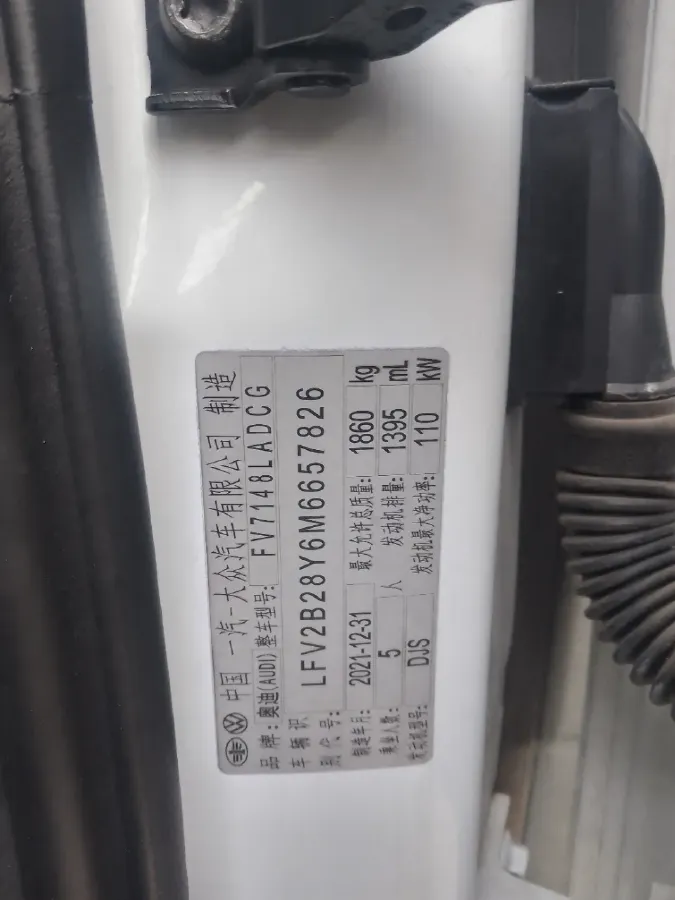 中国 一汽-大众汽车有限公司 制造
品牌:奥迪(AUDI) 整车型号: FV7148LADCG
车辆识别代号: LFV2B28Y6M6657826
制造年月: 2021-12-31 最大允许总质量: 1860 kg
乘坐人数: 5 人 发动机排量: 1395 mL
发动机型号: DJS 发动机最大净功率: 110 kW